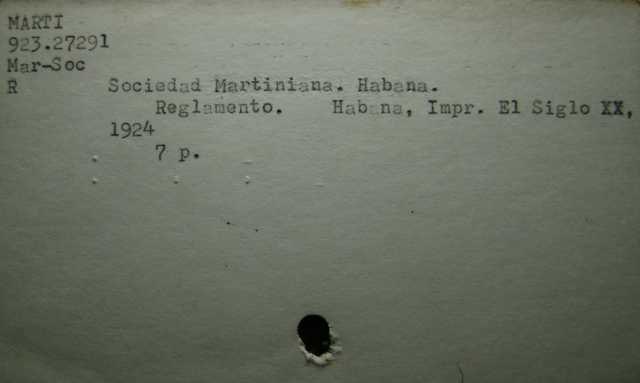 MARTI
923.27291
Mar-Soc
R Sociedad Martiniana. Habana.
Reglamento. Habana, Impr. El Siglo XX,
1924
7 p.